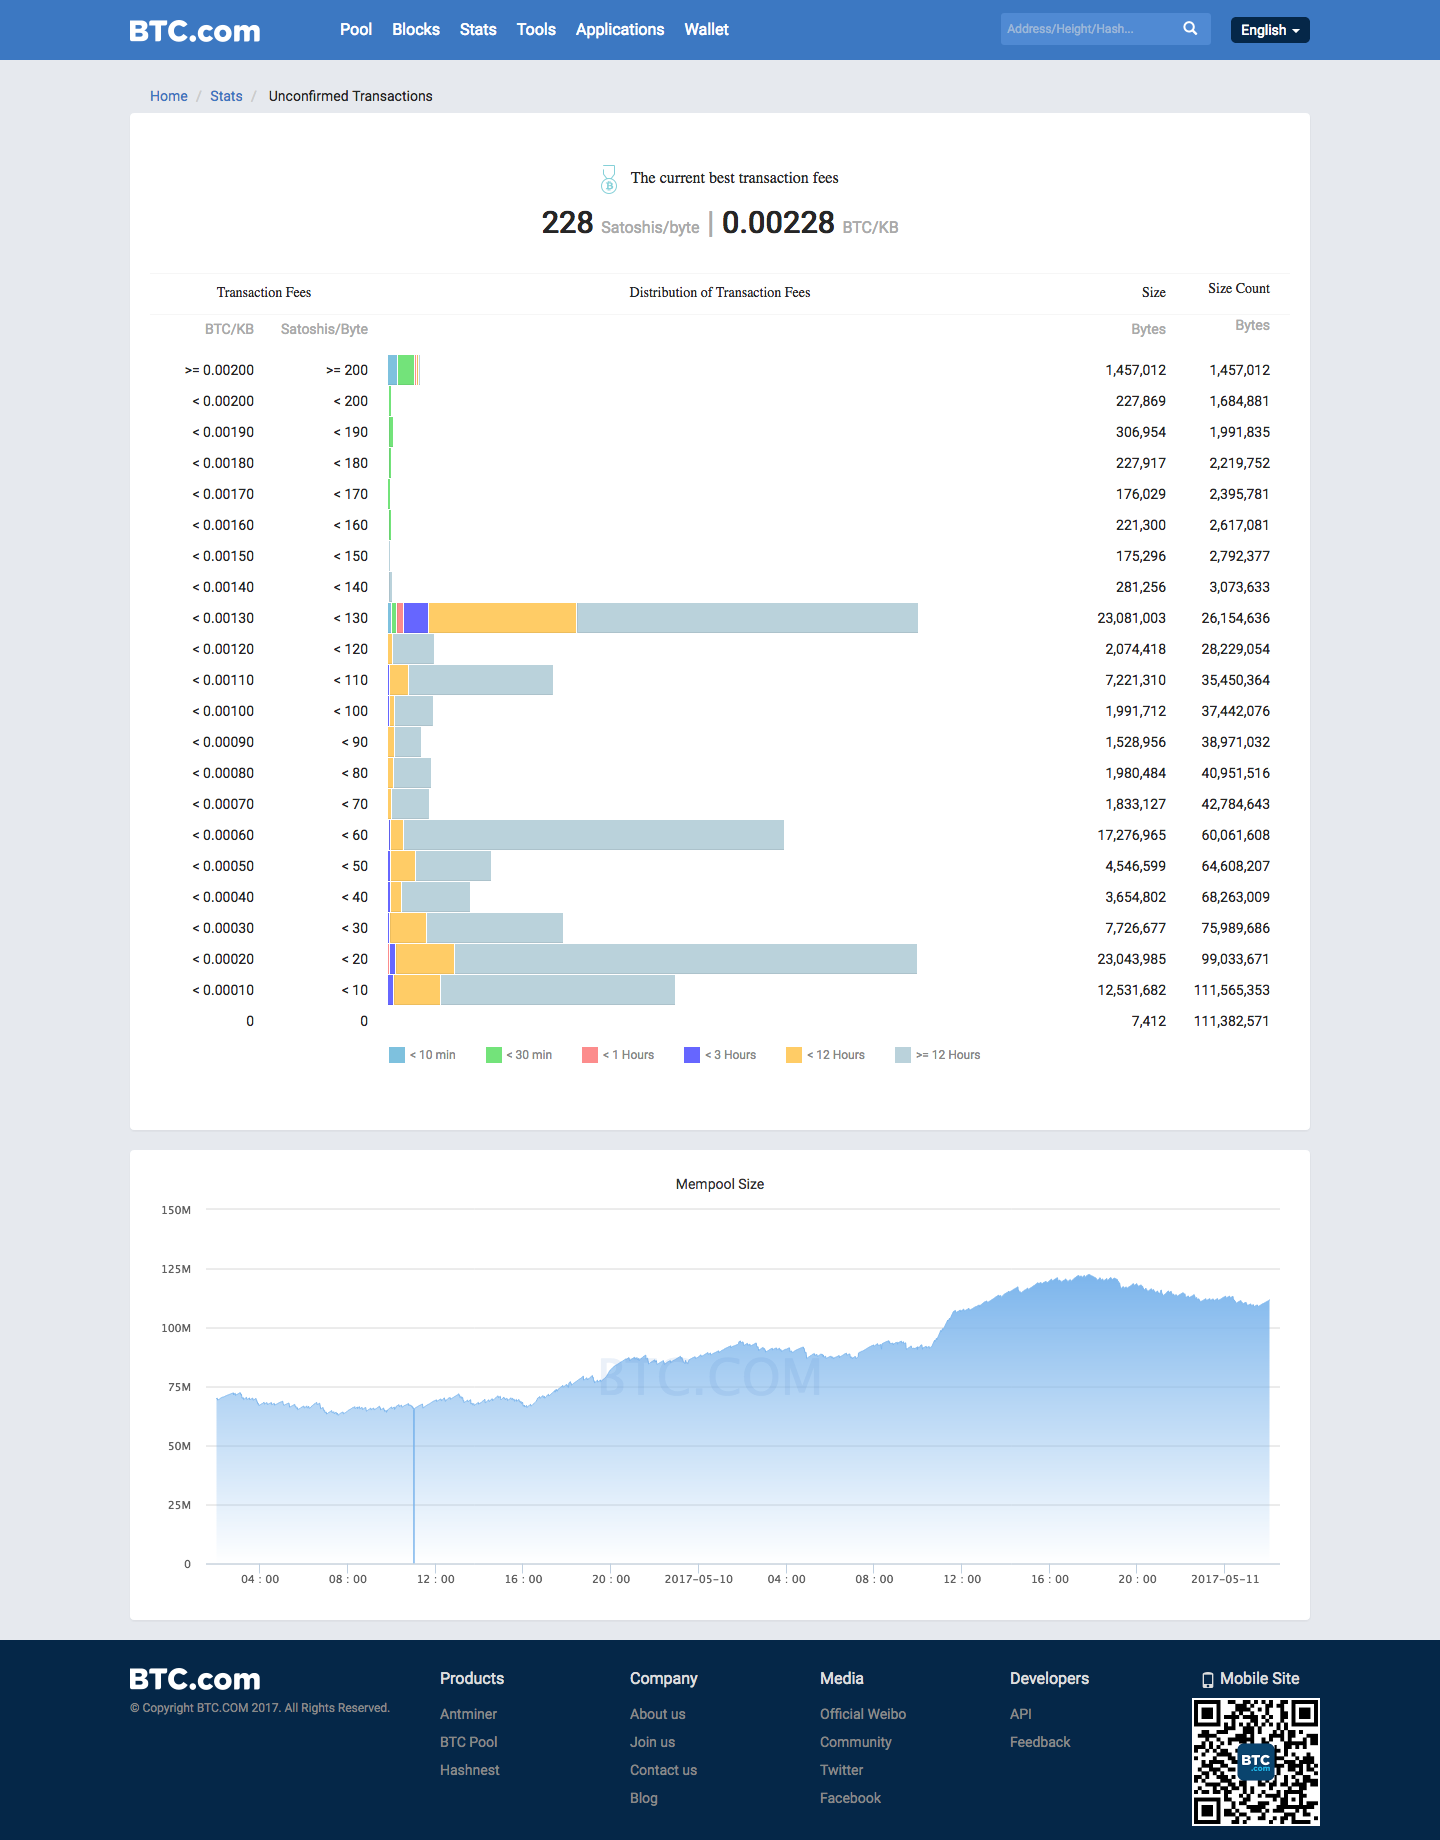 BTC.com Pool Blocks Stats Tools Applications Wallet Address/Height/Hash... English
Home / Stats / Unconfirmed Transactions
The current best transaction fees
228 Satoshis/byte | 0.00228 BTC/KB
Transaction Fees Distribution of Transaction Fees Size Size Count
BTC/KB Satoshis/Byte Bytes Bytes
>= 0.00200 >= 200 1,457,012 1,457,012
< 0.00200 < 200 227,869 1,684,881
< 0.00190 < 190 306,954 1,991,835
< 0.00180 < 180 227,917 2,219,752
< 0.00170 < 170 176,029 2,395,781
< 0.00160 < 160 221,300 2,617,081
< 0.00150 < 150 175,296 2,792,377
< 0.00140 < 140 281,256 3,073,633
< 0.00130 < 130 23,081,003 26,154,636
< 0.00120 < 120 2,074,418 28,229,054
< 0.00110 < 110 7,221,310 35,450,364
< 0.00100 < 100 1,991,712 37,442,076
< 0.00090 < 90 1,528,956 38,971,032
< 0.00080 < 80 1,980,484 40,951,516
< 0.00070 < 70 1,833,127 42,784,643
< 0.00060 < 60 17,276,965 60,061,608
< 0.00050 < 50 4,546,599 64,608,207
< 0.00040 < 40 3,654,802 68,263,009
< 0.00030 < 30 7,726,677 75,989,686
< 0.00020 < 20 23,043,985 99,033,671
< 0.00010 < 10 12,531,682 111,565,353
0 0 7,412 111,382,571
< 10 min < 30 min < 1 Hours < 3 Hours < 12 Hours >= 12 Hours
Mempool Size
150M
125M
100M
BTC.COM
75M
50M
25M
0
04 : 00 08 : 00 12 : 00 16 : 00 20 : 00 2017-05-10 04 : 00 08 : 00 12 : 00 16 : 00 20 : 00 2017-05-11
BTC.com Products Company Media Developers Mobile Site
© Copyright BTC.COM 2017. All Rights Reserved.
Antminer About us Official Weibo API
BTC Pool Join us Community Feedback
Hashnest Contact us Twitter
Blog Facebook
BTC
.com